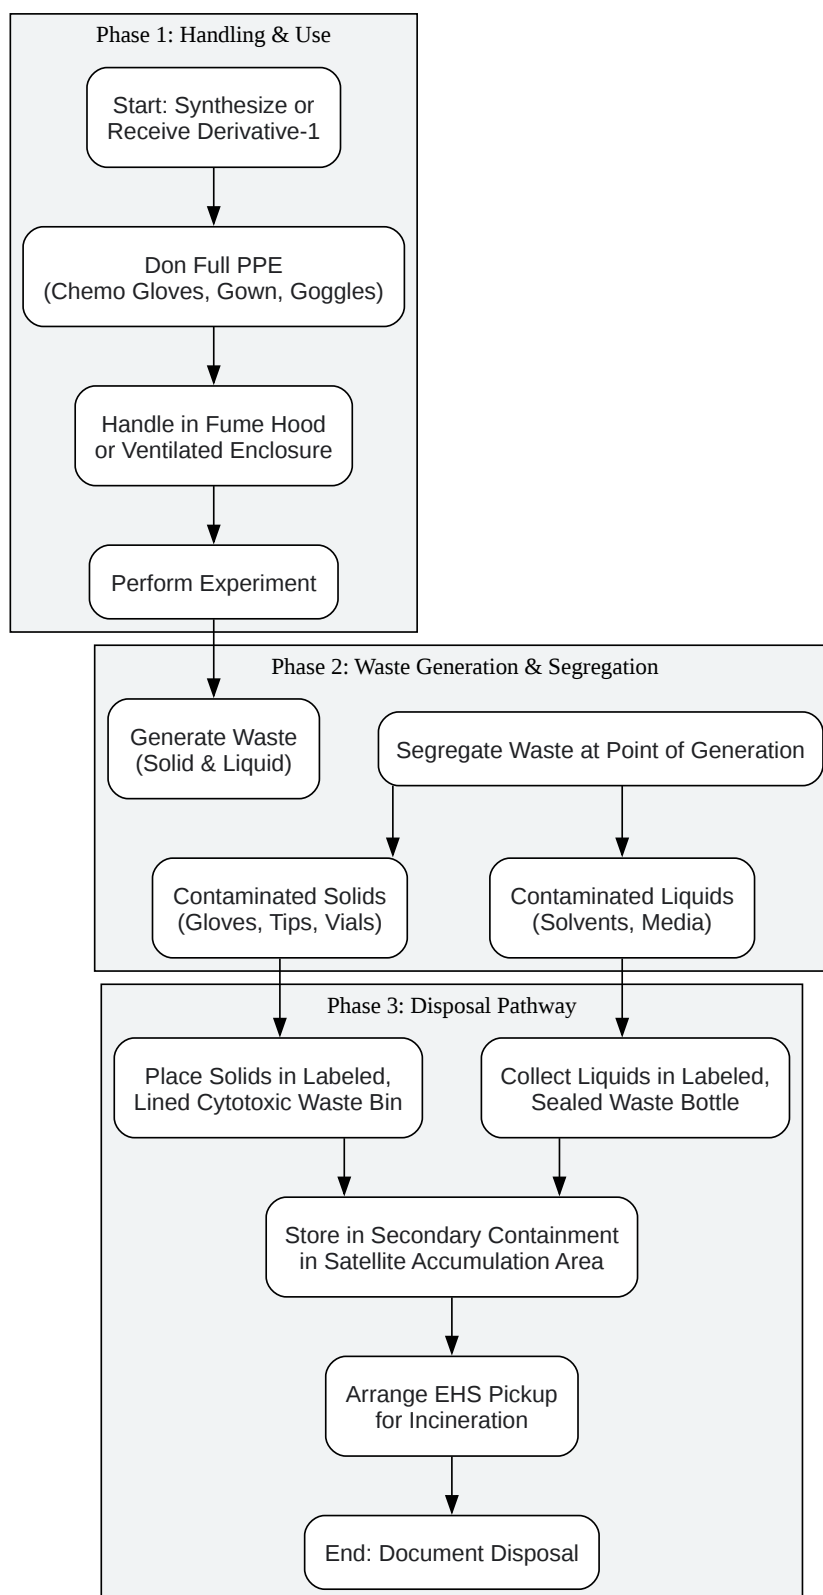 Phase 1: Handling & Use
Start: Synthesize or
Receive Derivative-1
Don Full PPE
(Chemo Gloves, Gown, Goggles)
Handle in Fume Hood
or Ventilated Enclosure
Perform Experiment
Phase 2: Waste Generation & Segregation
Generate Waste
(Solid & Liquid)
Segregate Waste at Point of Generation
Contaminated Solids
(Gloves, Tips, Vials)
Contaminated Liquids
(Solvents, Media)
Phase 3: Disposal Pathway
Place Solids in Labeled,
Lined Cytotoxic Waste Bin
Collect Liquids in Labeled,
Sealed Waste Bottle
Store in Secondary Containment
in Satellite Accumulation Area
Arrange EHS Pickup
for Incineration
End: Document Disposal